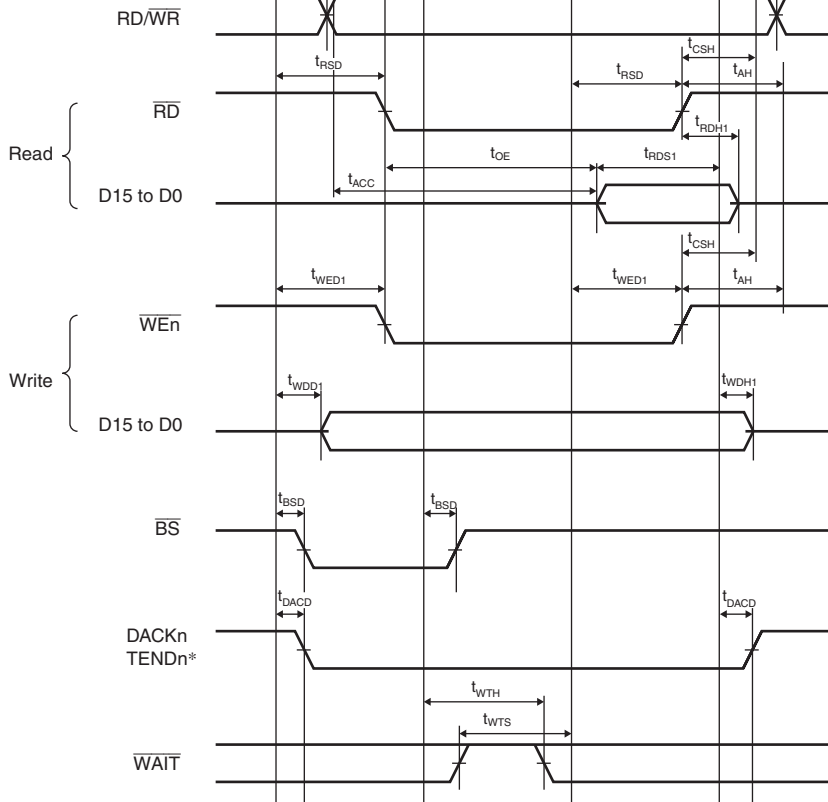 RD/WR
tCSH
tRSD
tRSD
tAH
RD
tRDH1
Read
tOE
tRDS1
tACC
D15 to D0
tCSH
tWED1
tWED1
tAH
WEn
Write
tWDD1
tWDH1
D15 to D0
tBSD
tBSD
BS
tDACD
tDACD
DACKn
TENDn*
tWTH
tWTS
WAIT